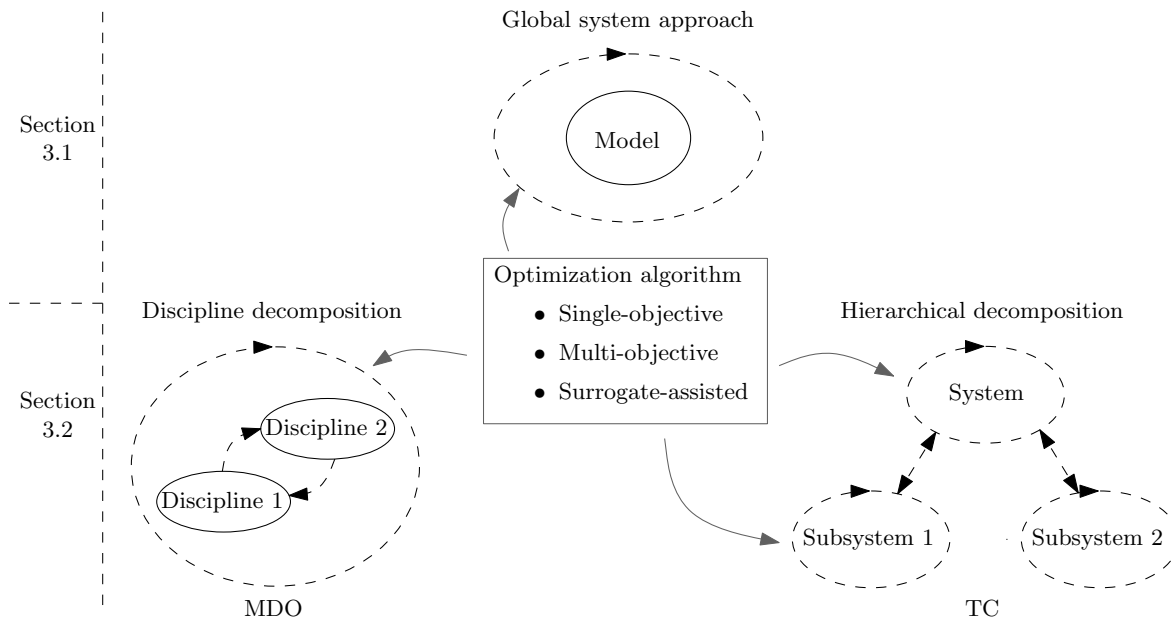 Global system approach
Section
3.1
Model
Optimization algorithm
• Single-objective
• Multi-objective
• Surrogate-assisted
Discipline decomposition
Hierarchical decomposition
Section
3.2
Discipline 2
Discipline 1
System
Subsystem 1
Subsystem 2
MDO
TC